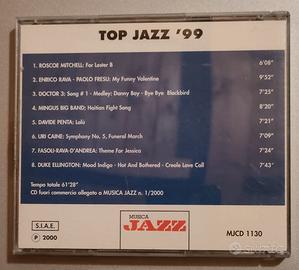 TOP JAZZ '99
1. ROSCOE MITCHELL: For Lester B 6'08"
2. ENRICO RAVA - PAOLO FRESU: My Funny Valentine 9'52"
3. DOCTOR 3: Song # 1 - Medley: Danny Boy - Bye Bye Blackbird 7'25"
4. MINGUS BIG BAND: Haitian Fight Song 8'20"
5. DAVIDE PENTA: Lalù 7'21"
6. URI CAINE: Symphony No. 5, Funeral March 7'09"
7. FASOLI-RAVA-D'ANDREA: Theme For Jessica 7'24"
8. DUKE ELLINGTON: Mood Indigo - Hot And Bothered - Creole Love Call 7'43"
Tempo totale 61'28"
CD fuori commercio allegato a MUSICA JAZZ n. 1/2000
S.I.A.E.
P 2000
MUSICA
JAZZ
MJCD 1130
subito